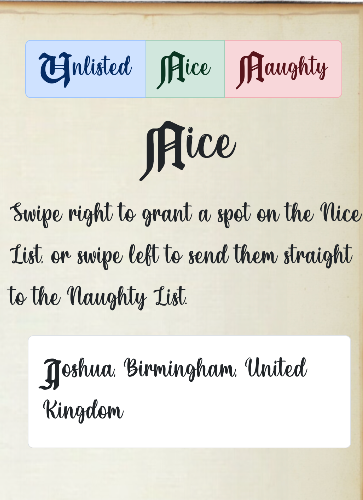 Unlisted Nice Naughty
Nice
Swipe right to grant a spot on the Nice
List, or swipe left to send them straight
to the Naughty List.
Joshua, Birmingham, United
Kingdom